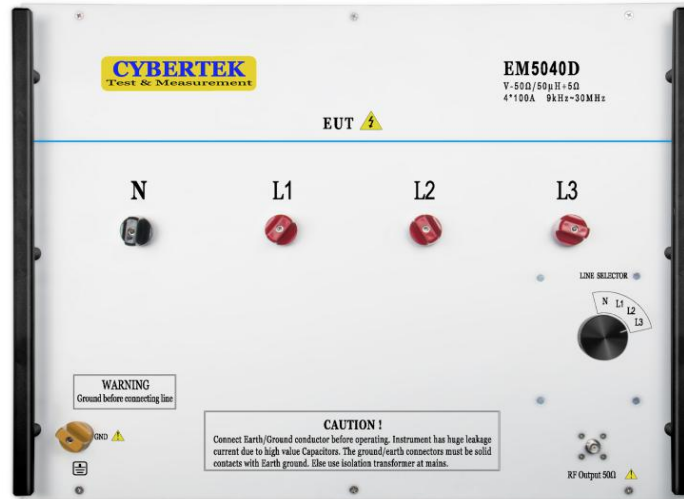 CYBERTEK
Test & Measurement
EM5040D
V-50Ω/50μH+5Ω
4*100A 9kHz~30MHz
EUT
N L1 L2 L3
LINE SELECTOR
N
L1
L2
L3
WARNING
Ground before connecting line
GND
CAUTION !
Connect Earth/Ground conductor before operating. Instrument has huge leakage
current due to high value Capacitors. The ground/earth connectors must be solid
contacts with Earth ground. Else use isolation transformer at mains.
RF Output 50Ω